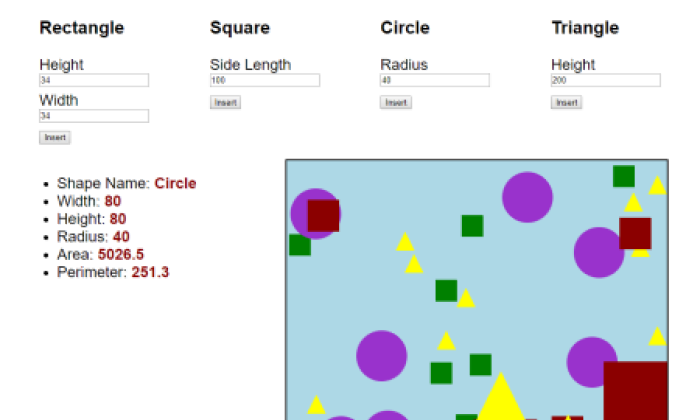 Rectangle
Height
34
Width
34
Insert
Square
Side Length
100
Insert
Circle
Radius
40
Insert
Triangle
Height
200
Insert
Shape Name: Circle
Width: 80
Height: 80
Radius: 40
Area: 5026.5
Perimeter: 251.3